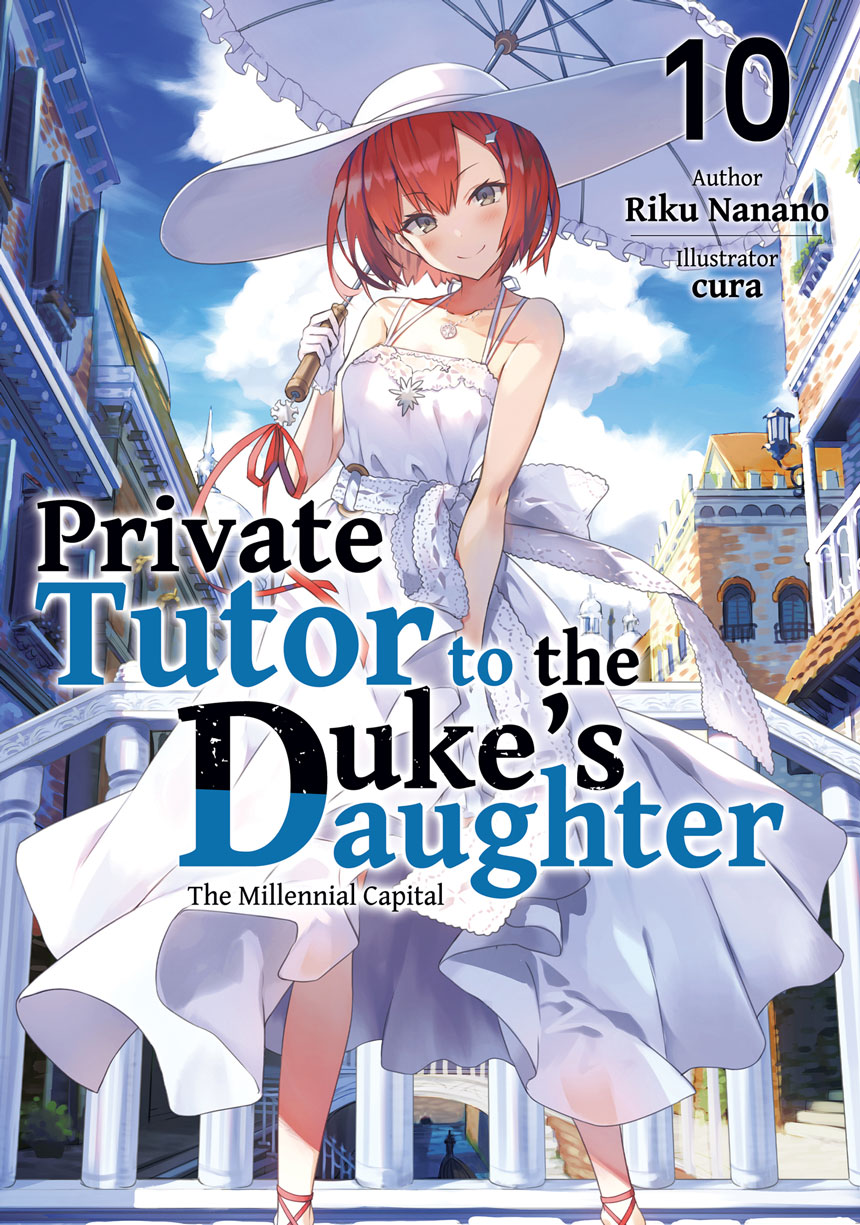 10
Author
Riku Nanano
Illustrator
cura
Private
Tutor to the
Duke's
Daughter
The Millennial Capital